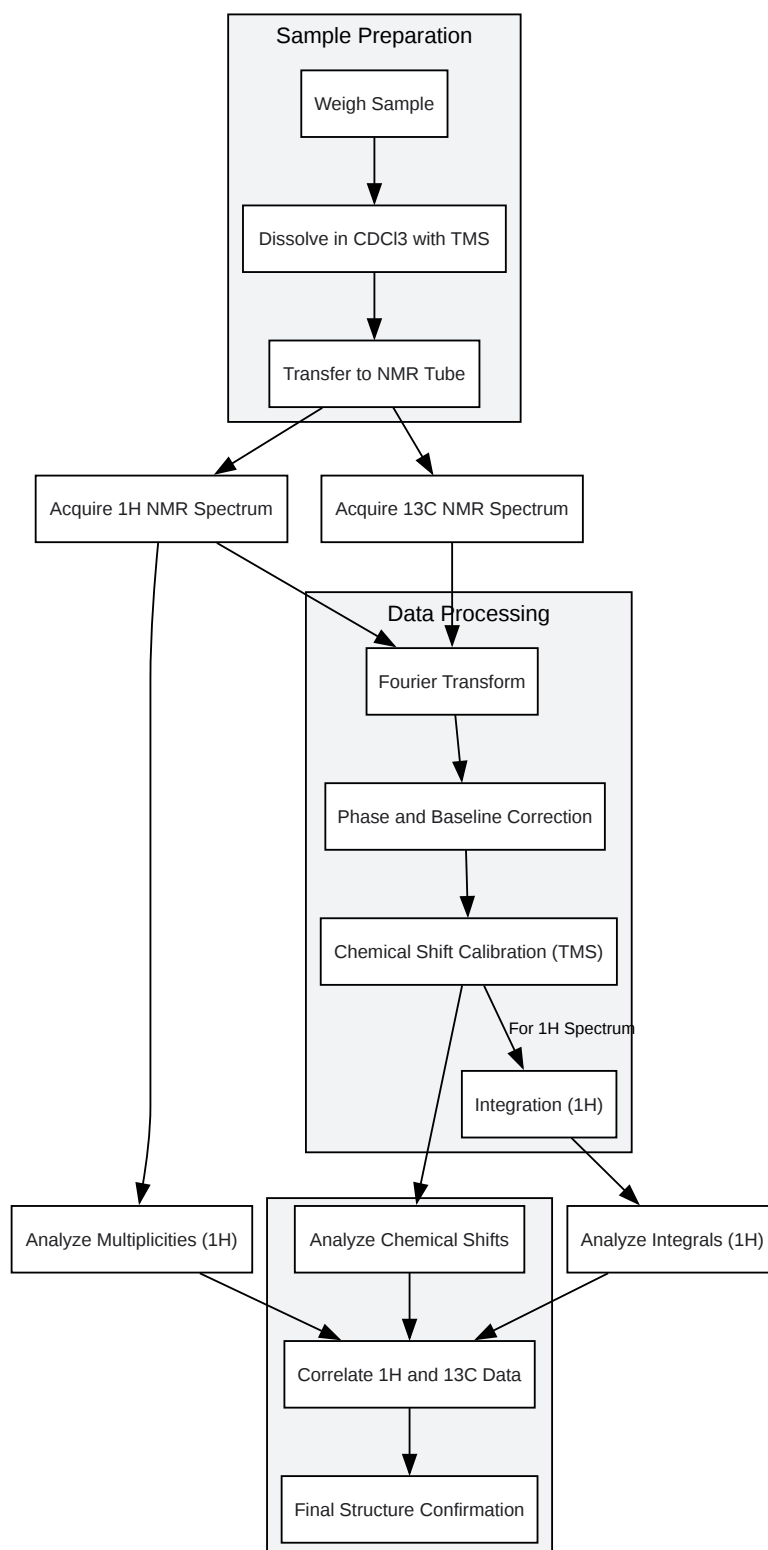 Sample Preparation
Weigh Sample
Dissolve in CDCl3 with TMS
Transfer to NMR Tube
Acquire 1H NMR Spectrum
Acquire 13C NMR Spectrum
Data Processing
Fourier Transform
Phase and Baseline Correction
Chemical Shift Calibration (TMS)
For 1H Spectrum
Integration (1H)
Analyze Multiplicities (1H)
Analyze Chemical Shifts
Analyze Integrals (1H)
Correlate 1H and 13C Data
Final Structure Confirmation